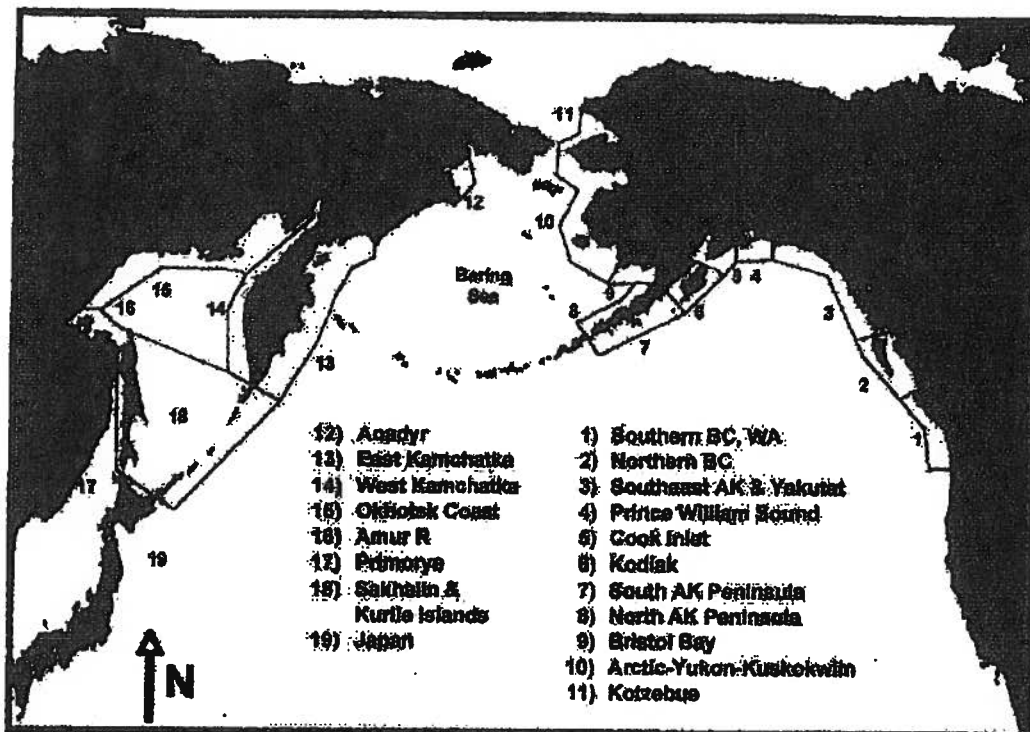 11
12
10
Bering
Sea
15
16
14
13
9
8
7
6
5
4
3
2
1
18
17
19
12) Anadyr
13) East Kamchatka
14) West Kamchatka
15) Okhotsk Coast
16) Amur R
17) Primorye
18) Sakhalin &
Kurile Islands
19) Japan
1) Southern BC, WA
2) Northern BC
3) Southeast AK & Yakutat
4) Prince William Sound
5) Cook Inlet
6) Kodiak
7) South AK Peninsula
8) North AK Peninsula
9) Bristol Bay
10) Arctic-Yukon-Kuskokwim
11) Kotzebue
N